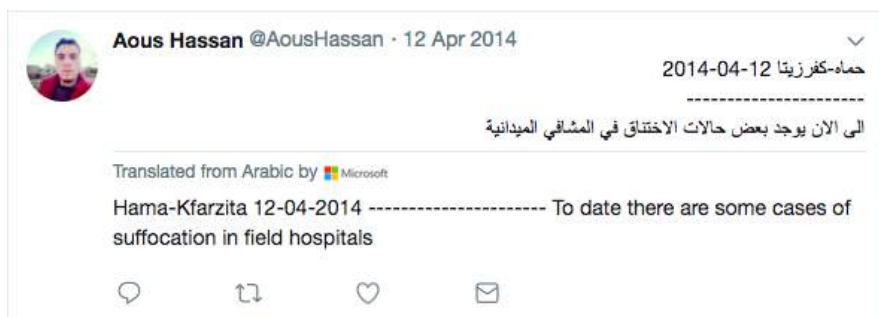 Aous Hassan @AousHassan · 12 Apr 2014
حماه-كفرزيتا 12-04-2014
----------------------
الى الان يوجد بعض حالات الاختناق في المشافي الميدانية
Translated from Arabic by Microsoft
Hama-Kfarzita 12-04-2014 ---------------------- To date there are some cases of
suffocation in field hospitals